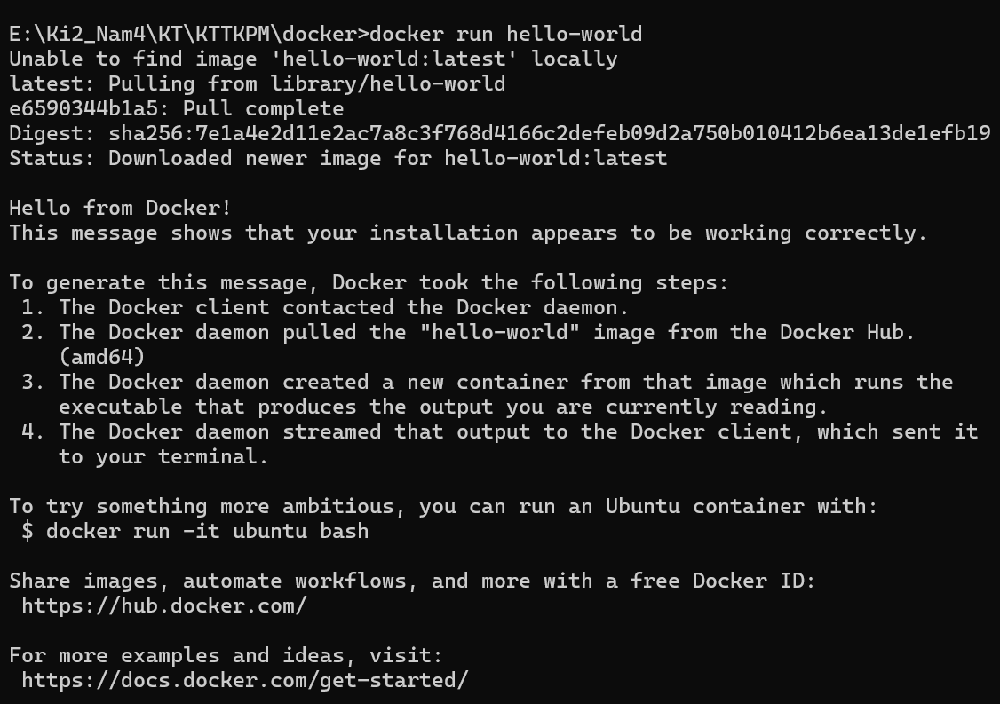 E:\Ki2_Nam4\KT\KTTKPM\docker>docker run hello-world
Unable to find image 'hello-world:latest' locally
latest: Pulling from library/hello-world
e6590344b1a5: Pull complete
Digest: sha256:7e1a4e2d11e2ac7a8c3f768d4166c2defeb09d2a750b010412b6ea13de1efb19
Status: Downloaded newer image for hello-world:latest

Hello from Docker!
This message shows that your installation appears to be working correctly.

To generate this message, Docker took the following steps:
 1. The Docker client contacted the Docker daemon.
 2. The Docker daemon pulled the "hello-world" image from the Docker Hub.
    (amd64)
 3. The Docker daemon created a new container from that image which runs the
    executable that produces the output you are currently reading.
 4. The Docker daemon streamed that output to the Docker client, which sent it
    to your terminal.

To try something more ambitious, you can run an Ubuntu container with:
 $ docker run -it ubuntu bash

Share images, automate workflows, and more with a free Docker ID:
 https://hub.docker.com/

For more examples and ideas, visit:
 https://docs.docker.com/get-started/